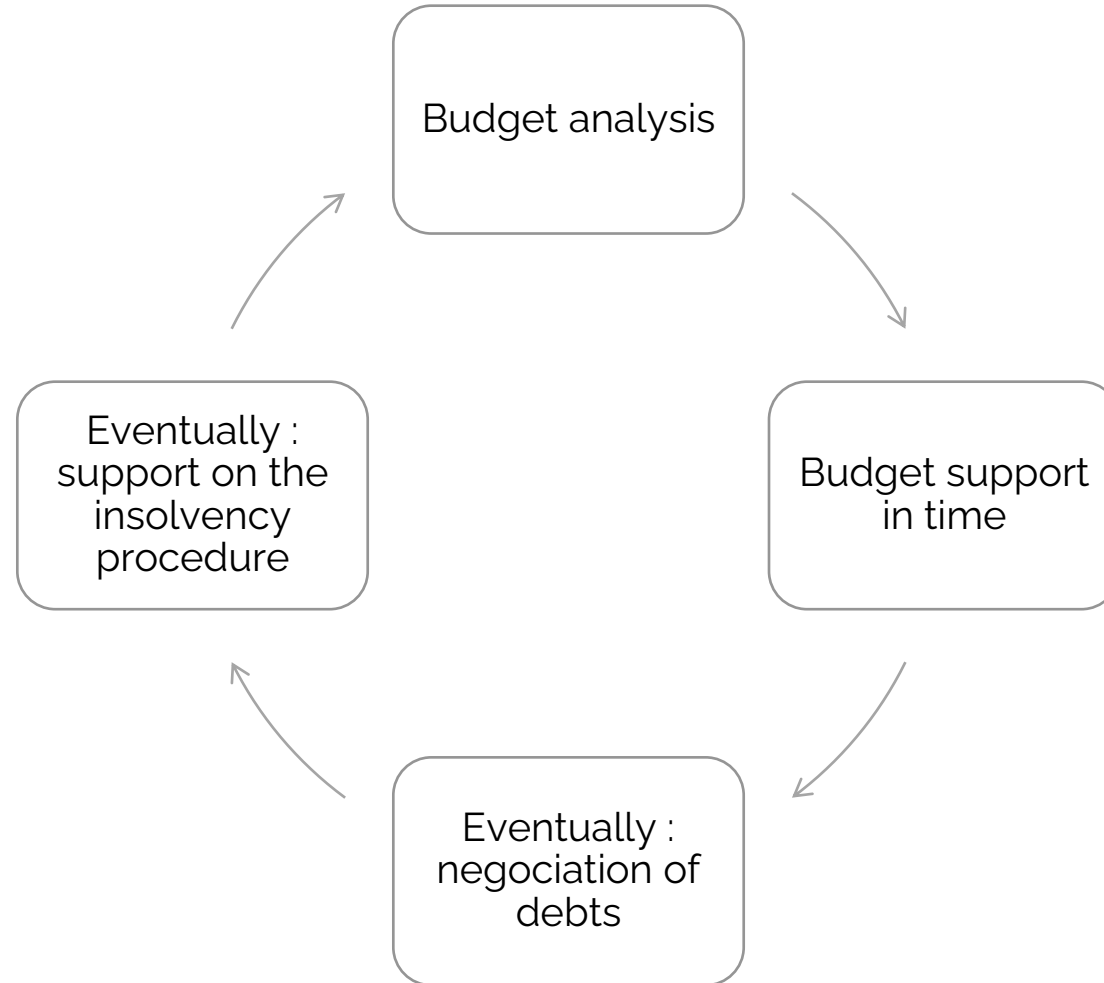 Budget analysis
Budget support
in time
Eventually :
negociation of
debts
Eventually :
support on the
insolvency
procedure